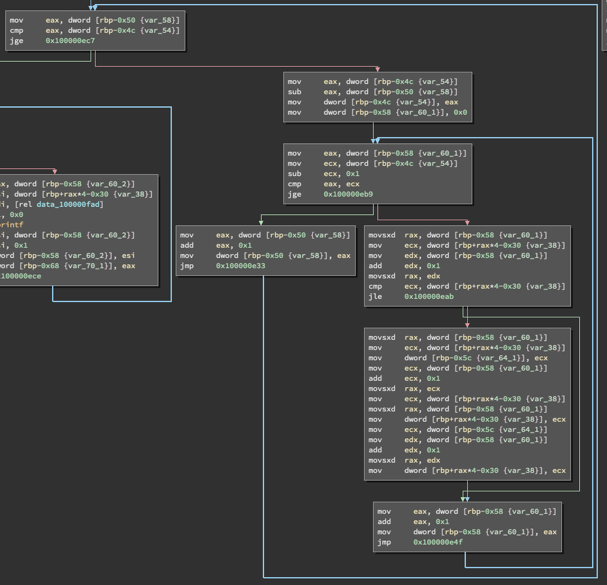 mov eax, dword [rbp-0x50 {var_58}]
cmp eax, dword [rbp-0x4c {var_54}]
jge 0x100000ec7
mov eax, dword [rbp-0x4c {var_54}]
sub eax, dword [rbp-0x50 {var_58}]
mov dword [rbp-0x4c {var_54}], eax
mov dword [rbp-0x58 {var_60_1}], 0x0
mov eax, dword [rbp-0x58 {var_60_1}]
mov ecx, dword [rbp-0x4c {var_54}]
sub ecx, 0x1
cmp eax, ecx
jge 0x100000eb9
ax, dword [rbp-0x58 {var_60_2}]
si, dword [rbp+rax*4-0x30 {var_38}]
di, [rel data_100000fad]
, 0x0
printf
si, dword [rbp-0x58 {var_60_2}]
si, 0x1
word [rbp-0x58 {var_60_2}], esi
word [rbp-0x68 {var_70_1}], eax
100000ece
mov eax, dword [rbp-0x50 {var_58}]
add eax, 0x1
mov dword [rbp-0x50 {var_58}], eax
jmp 0x100000e33
movsxd rax, dword [rbp-0x58 {var_60_1}]
mov ecx, dword [rbp+rax*4-0x30 {var_38}]
mov edx, dword [rbp-0x58 {var_60_1}]
add edx, 0x1
movsxd rax, edx
cmp ecx, dword [rbp+rax*4-0x30 {var_38}]
jle 0x100000eab
movsxd rax, dword [rbp-0x58 {var_60_1}]
mov ecx, dword [rbp+rax*4-0x30 {var_38}]
mov dword [rbp-0x5c {var_64_1}], ecx
mov ecx, dword [rbp-0x58 {var_60_1}]
add ecx, 0x1
movsxd rax, ecx
mov ecx, dword [rbp+rax*4-0x30 {var_38}]
movsxd rax, dword [rbp-0x58 {var_60_1}]
mov dword [rbp+rax*4-0x30 {var_38}], ecx
mov ecx, dword [rbp-0x5c {var_64_1}]
mov edx, dword [rbp-0x58 {var_60_1}]
add edx, 0x1
movsxd rax, edx
mov dword [rbp+rax*4-0x30 {var_38}], ecx
mov eax, dword [rbp-0x58 {var_60_1}]
add eax, 0x1
mov dword [rbp-0x58 {var_60_1}], eax
jmp 0x100000e4f